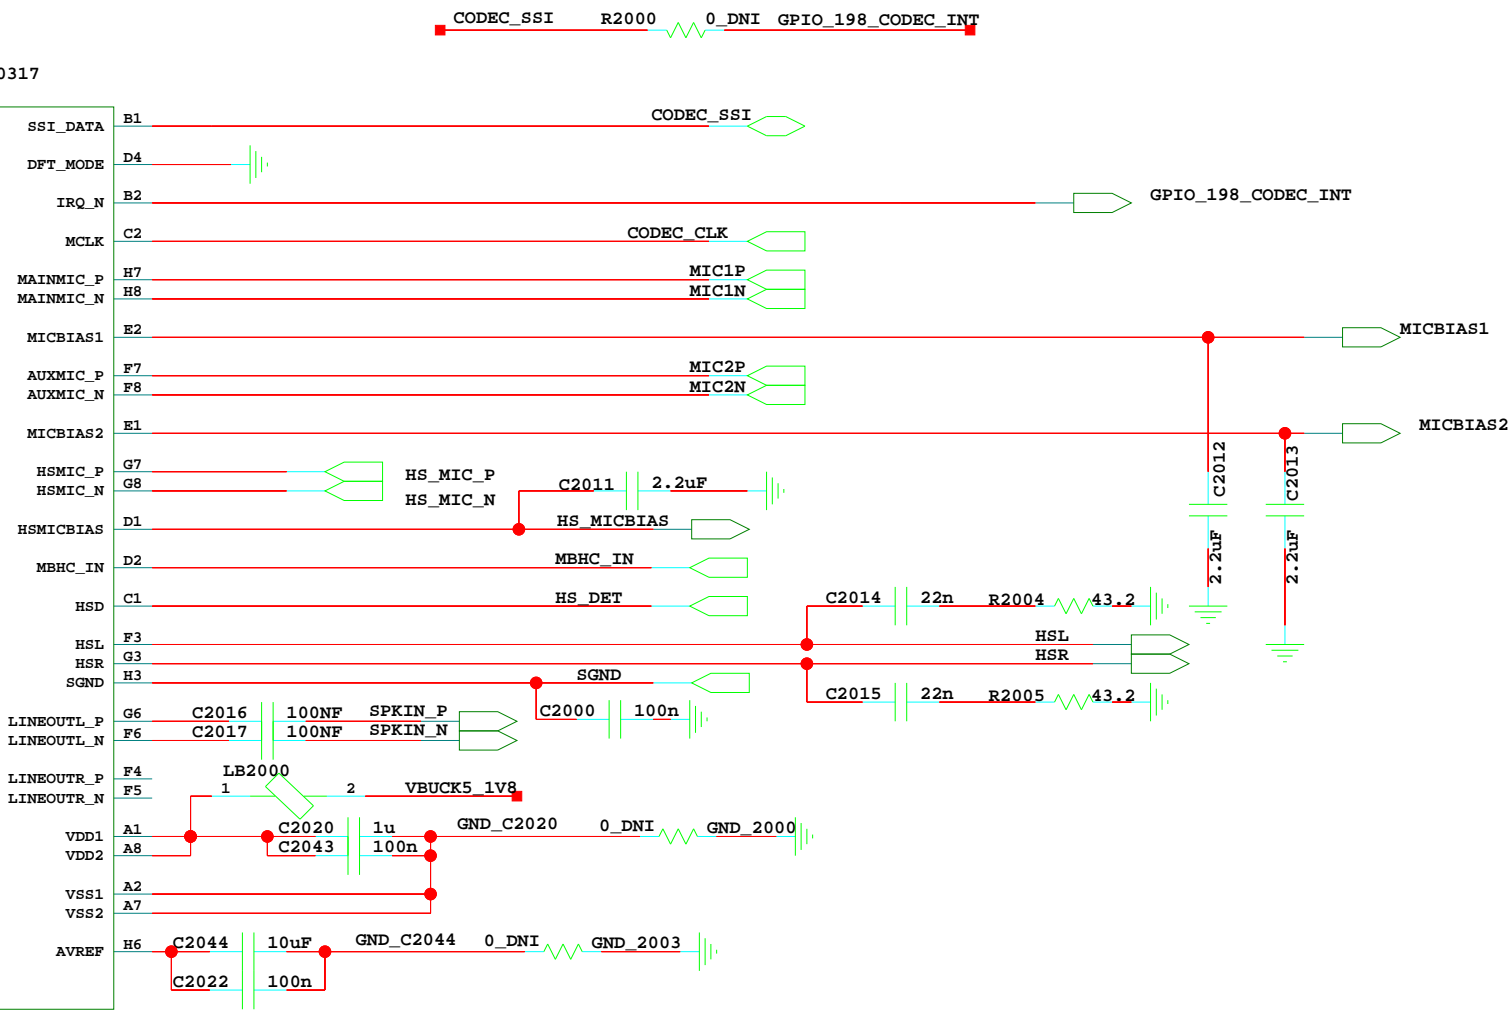 CODEC_SSI R2000 0_DNI GPIO_198_CODEC_INT
0317
SSI_DATA B1 CODEC_SSI
DFT_MODE D4
IRQ_N B2 GPIO_198_CODEC_INT
MCLK C2 CODEC_CLK
MAINMIC_P H7 MIC1P
MAINMIC_N H8 MIC1N
MICBIAS1 E2 MICBIAS1
AUXMIC_P F7 MIC2P
AUXMIC_N F8 MIC2N
MICBIAS2 E1 MICBIAS2
HSMIC_P G7 HS_MIC_P
HSMIC_N G8 HS_MIC_N
C2011 2.2uF
C2012 2.2uF
C2013 2.2uF
HSMICBIAS D1 HS_MICBIAS
MBHC_IN D2 MBHC_IN
HSD C1 HS_DET
C2014 22n R2004 43.2
HSL F3 HSL
HSR G3 HSR
SGND H3 SGND
C2015 22n R2005 43.2
C2000 100n
LINEOUTL_P G6 C2016 100NF SPKIN_P
LINEOUTL_N F6 C2017 100NF SPKIN_N
LINEOUTR_P F4
LINEOUTR_N F5
LB2000
1 2 VBUCK5_1V8
VDD1 A1 C2020 1u GND_C2020 0_DNI GND_2000
VDD2 A8 C2043 100n
VSS1 A2
VSS2 A7
AVREF H6 C2044 10uF GND_C2044 0_DNI GND_2003
C2022 100n